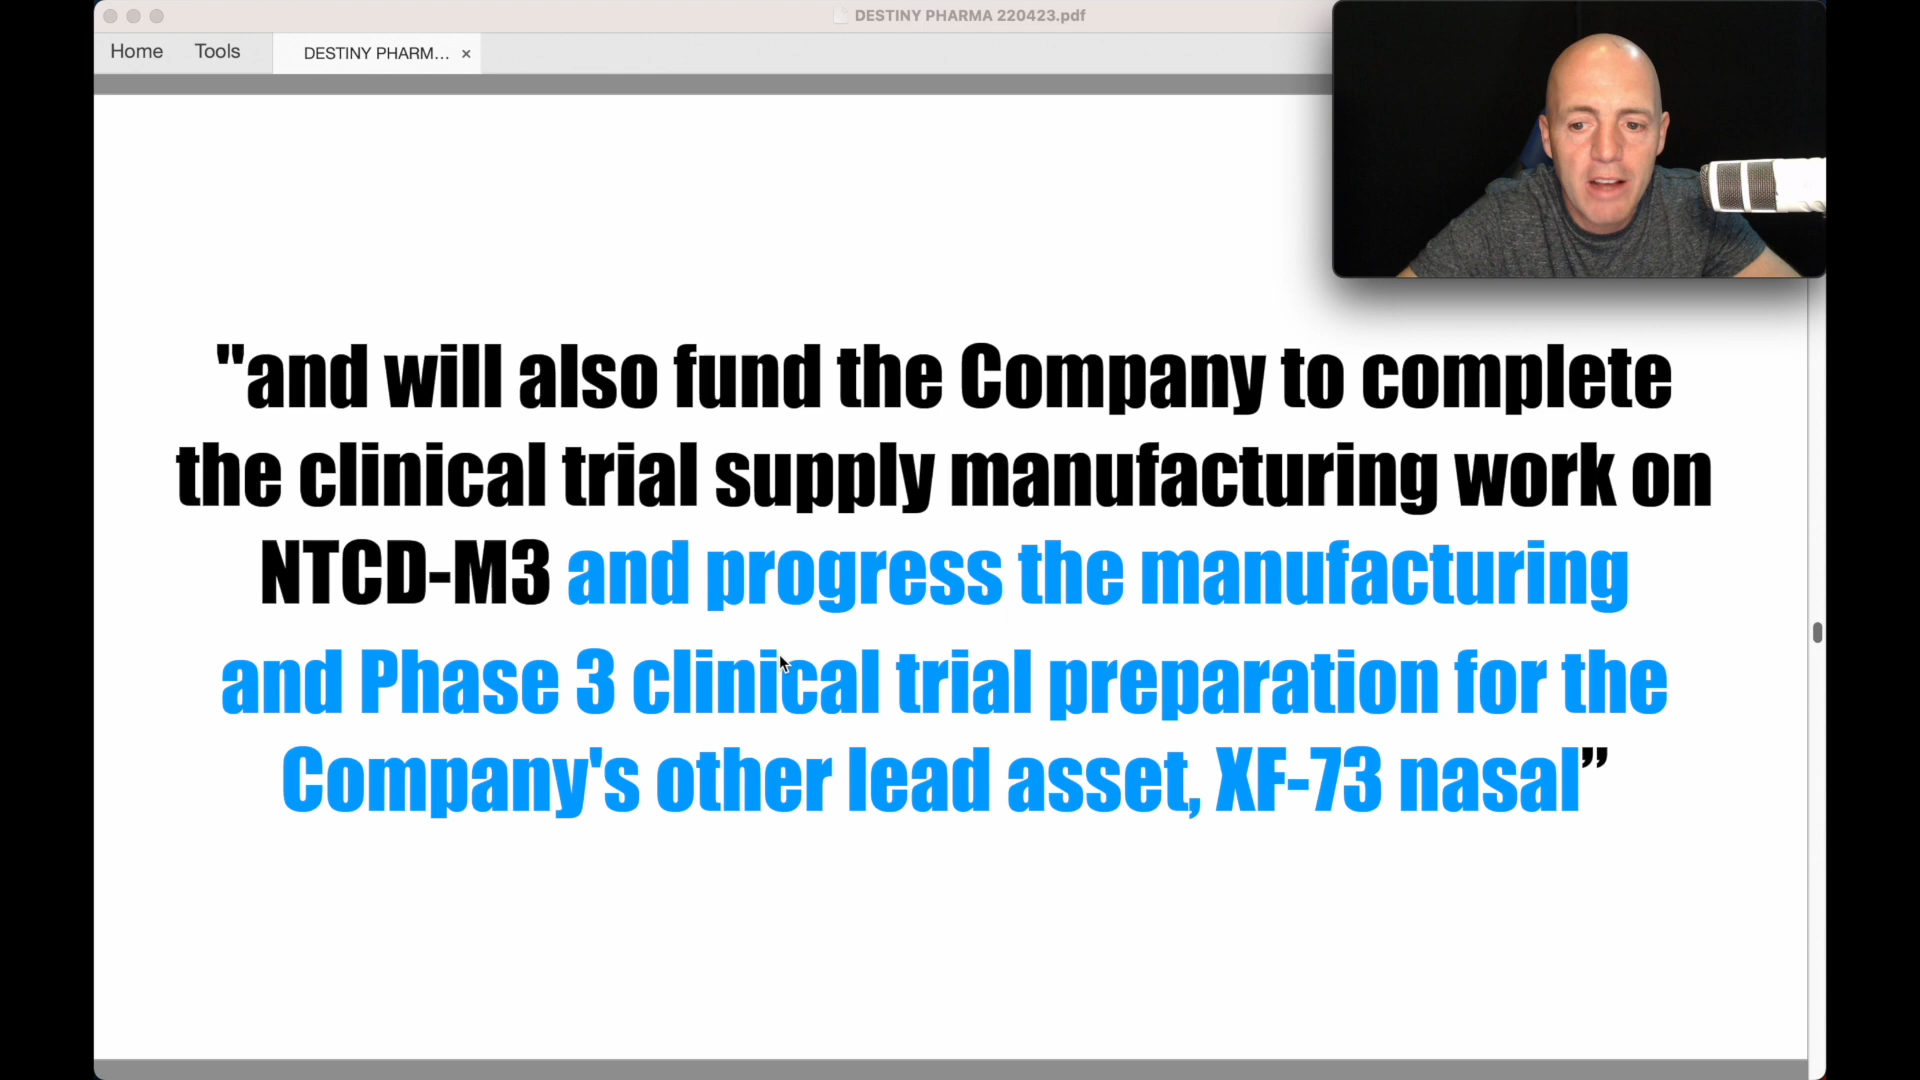 DESTINY PHARMA 220423.pdf
Home Tools DESTINY PHARM... ×
"and will also fund the Company to complete
the clinical trial supply manufacturing work on
NTCD-M3 and progress the manufacturing
and Phase 3 clinical trial preparation for the
Company's other lead asset, XF-73 nasal”